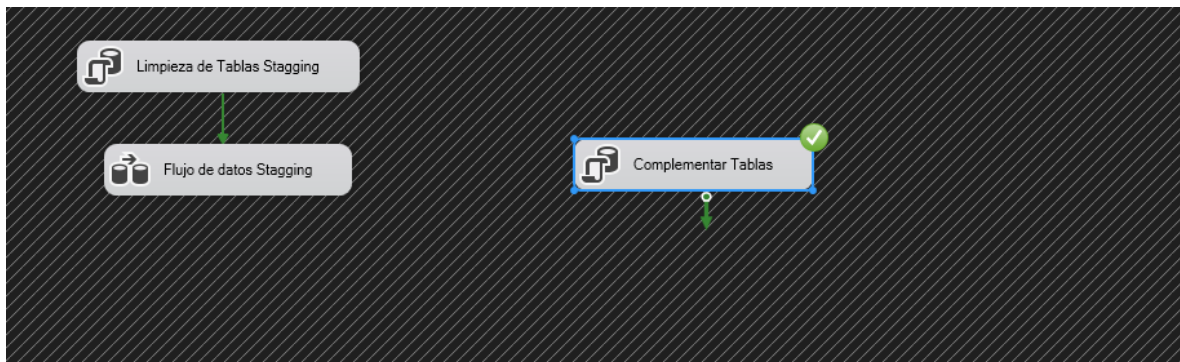 Limpieza de Tablas Stagging
Flujo de datos Stagging
Complementar Tablas